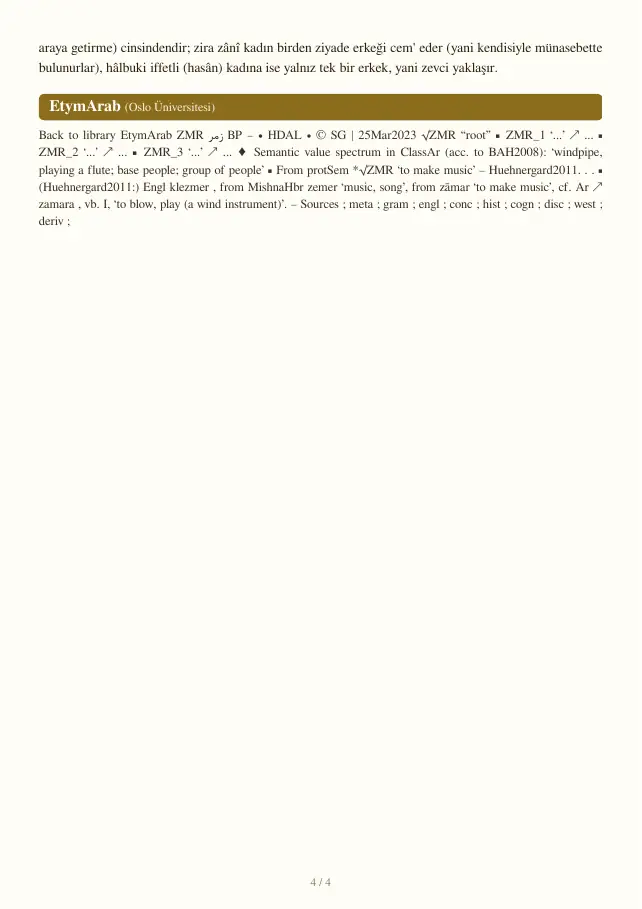 araya getirme) cinsindendir; zira zânî kadın birden ziyade erkeği cem' eder (yani kendisiyle münasebette
bulunurlar), hâlbuki iffetli (hasân) kadına ise yalnız tek bir erkek, yani zevci yaklaşır.
EtymArab (Oslo Üniversitesi)
Back to library EtymArab ZMR زمر BP – • HDAL • © SG | 25Mar2023 √ZMR “root” ▪ ZMR_1 ‘...’ ↗ ... ▪
ZMR_2 ‘...’ ↗ ... ▪ ZMR_3 ‘...’ ↗ ... ♦ Semantic value spectrum in ClassAr (acc. to BAH2008): ‘windpipe,
playing a flute; base people; group of people’ ▪ From protSem *√ZMR ‘to make music’ – Huehnergard2011. . . ▪
(Huehnergard2011:) Engl klezmer , from MishnaHbr zemer ‘music, song’, from zāmar ‘to make music’, cf. Ar ↗
zamara , vb. I, ‘to blow, play (a wind instrument)’. – Sources ; meta ; gram ; engl ; conc ; hist ; cogn ; disc ; west ;
deriv ;
4 / 4